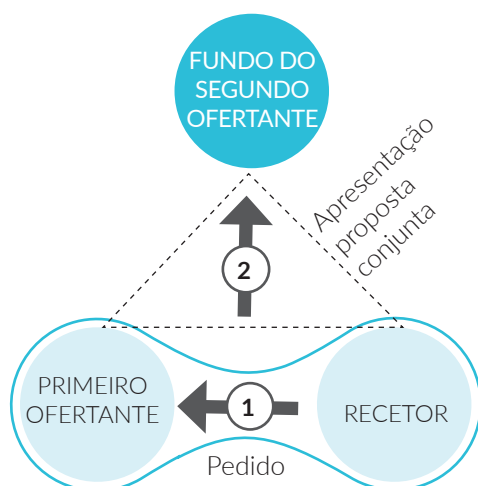 FUNDO DO
SEGUNDO
OFERTANTE
Apresentação
proposta
conjunta
2
PRIMEIRO
OFERTANTE
1
RECETOR
Pedido